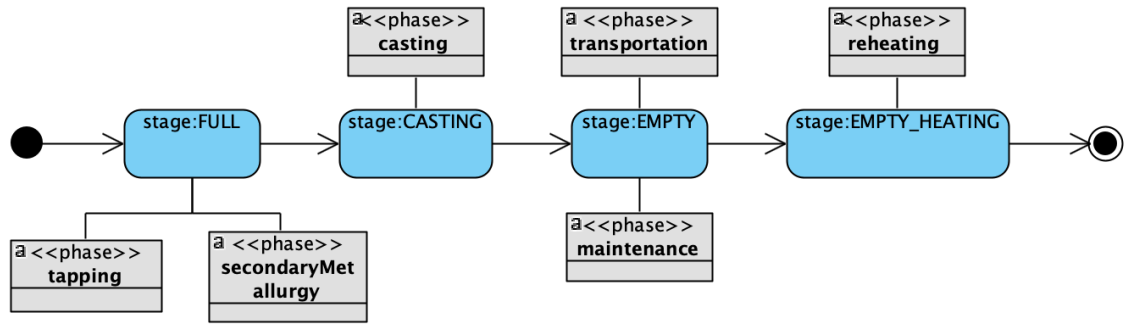 a <<phase>>
casting
a <<phase>>
transportation
a <<phase>>
reheating
stage:FULL
stage:CASTING
stage:EMPTY
stage:EMPTY_HEATING
a <<phase>>
tapping
a <<phase>>
secondaryMet
allurgy
a <<phase>>
maintenance